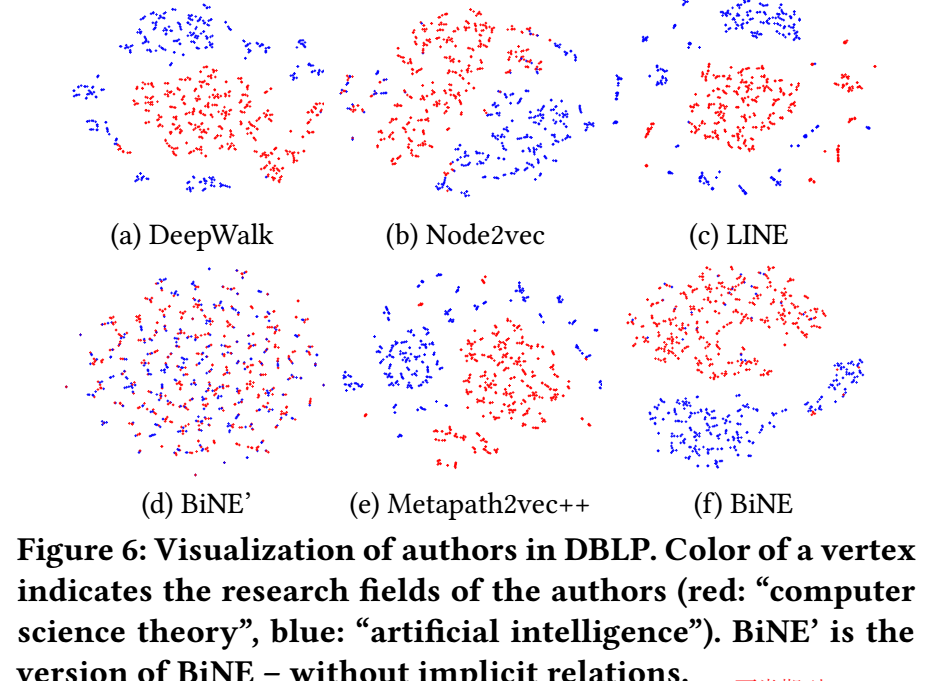 (a) DeepWalk
(b) Node2vec
(c) LINE
(d) BiNE’
(e) Metapath2vec++
(f) BiNE
Figure 6: Visualization of authors in DBLP. Color of a vertex
indicates the research fields of the authors (red: “computer
science theory”, blue: “artificial intelligence”). BiNE’ is the
version of BiNE – without implicit relations.